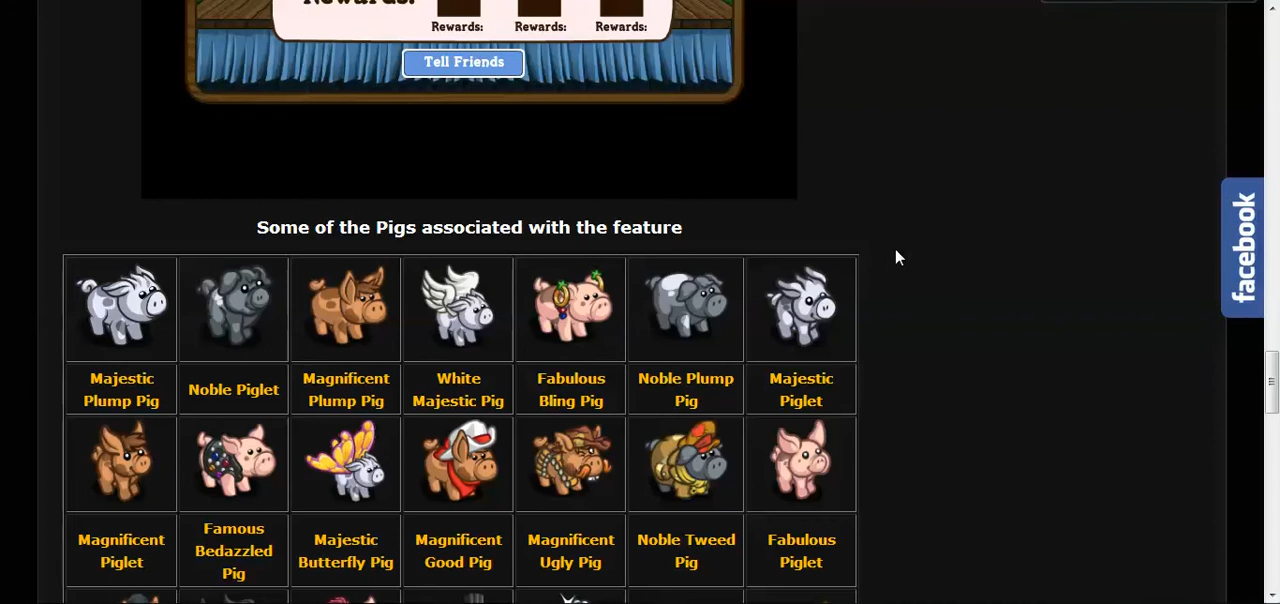 Rewards:
Rewards:
Rewards:
Rewards:
Tell Friends
facebook
Some of the Pigs associated with the feature
Majestic
Plump Pig
Noble Piglet
Magnificent
Plump Pig
White
Majestic Pig
Fabulous
Bling Pig
Noble Plump
Pig
Majestic
Piglet
Magnificent
Piglet
Famous
Bedazzled
Pig
Majestic
Butterfly Pig
Magnificent
Good Pig
Magnificent
Ugly Pig
Noble Tweed
Pig
Fabulous
Piglet